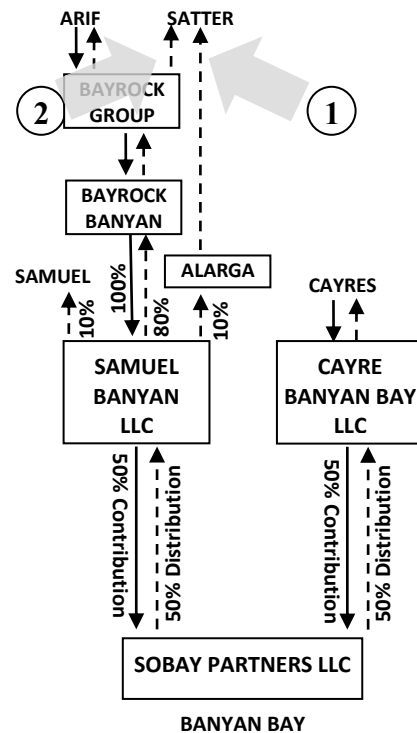 ARIF
SATTER
2
BAYROCK
GROUP
1
BAYROCK
BANYAN
SAMUEL
10%
100%
80%
ALARGA
10%
CAYRES
SAMUEL
BANYAN
LLC
CAYRE
BANYAN BAY
LLC
50% Contribution
50% Distribution
50% Contribution
50% Distribution
SOBAY PARTNERS LLC
BANYAN BAY